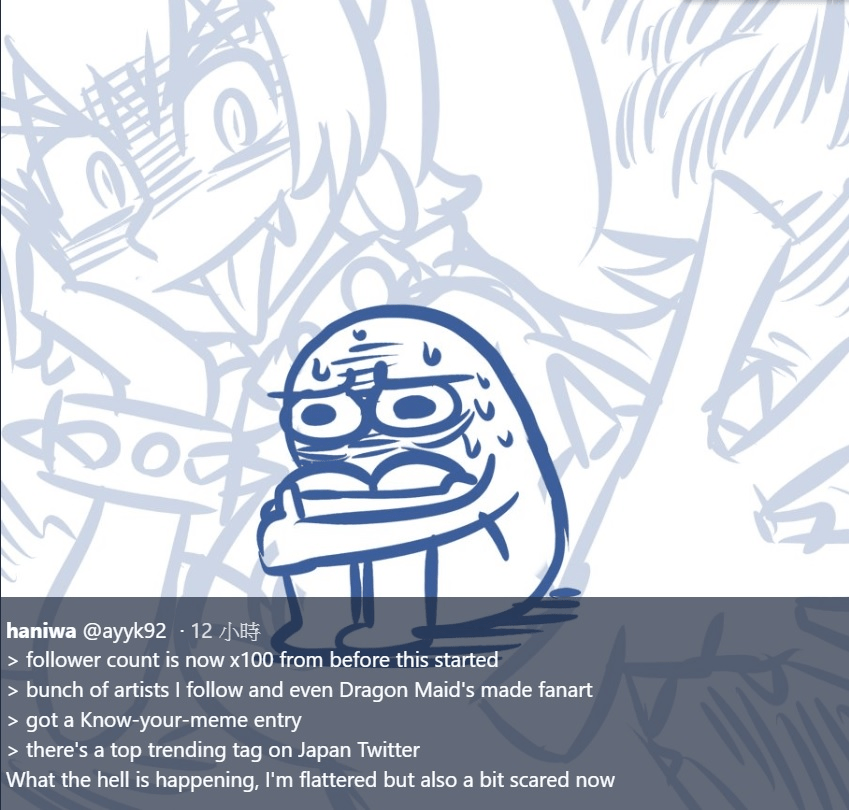 haniwa @ayyk92 · 12 小時
> follower count is now x100 from before this started
> bunch of artists I follow and even Dragon Maid's made fanart
> got a Know-your-meme entry
> there's a top trending tag on Japan Twitter
What the hell is happening, I'm flattered but also a bit scared now